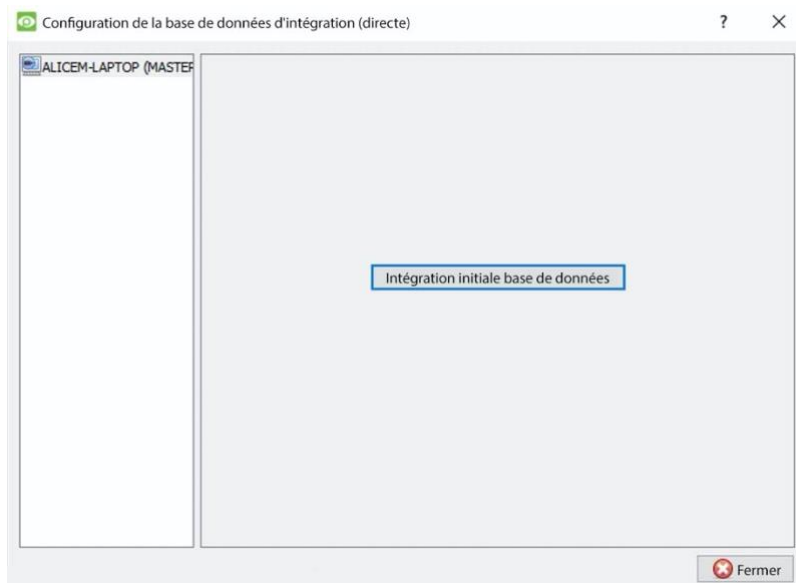 Configuration de la base de données d'intégration (directe)
ALICEM-LAPTOP (MASTER
Intégration initiale base de données
Fermer